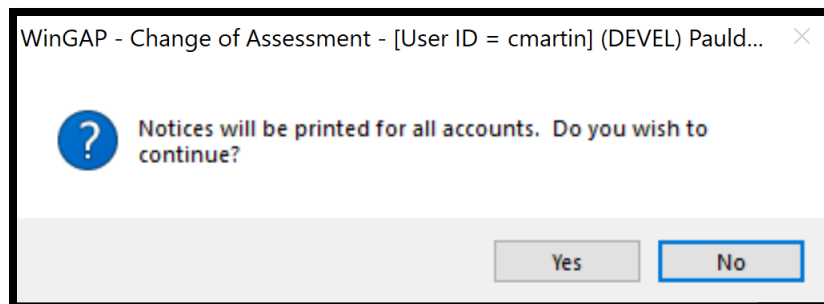 WinGAP - Change of Assessment - [User ID = cmartin] (DEVEL) Pauld...
Notices will be printed for all accounts.  Do you wish to
continue?
Yes
No